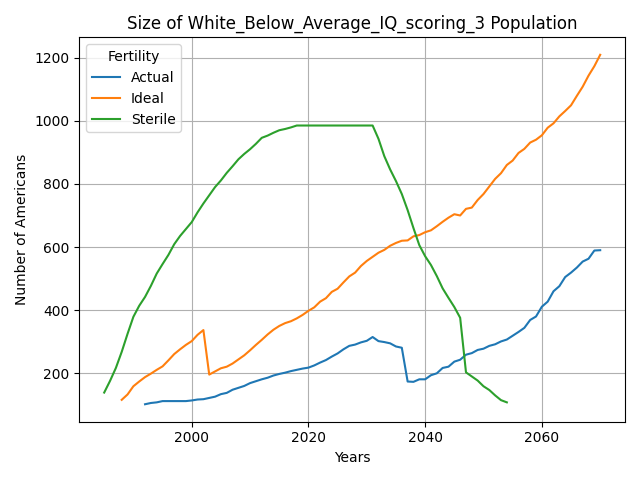 Size of White_Below_Average_IQ_scoring_3 Population
Fertility
Actual
Ideal
Sterile
Number of Americans
1200
1000
800
600
400
200
2000
2020
2040
2060
Years